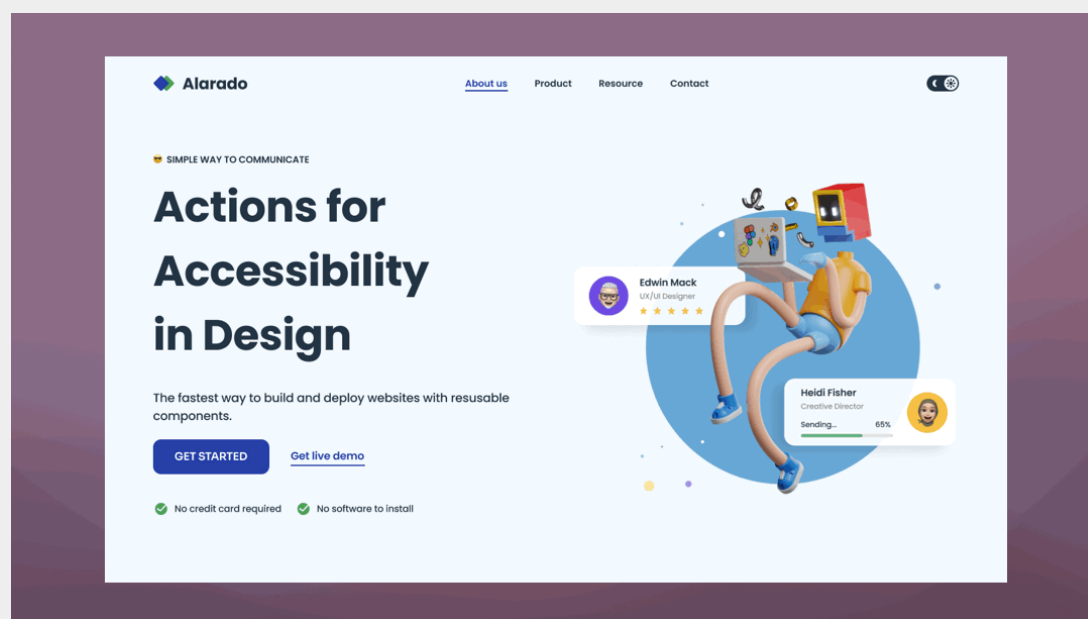 Alarado
About us
Product
Resource
Contact
SIMPLE WAY TO COMMUNICATE
Actions for
Accessibility
in Design
The fastest way to build and deploy websites with resusable
components.
GET STARTED
Get live demo
No credit card required
No software to install
Edwin Mack
UX/UI Designer
Heidi Fisher
Creative Director
Sending...
65%